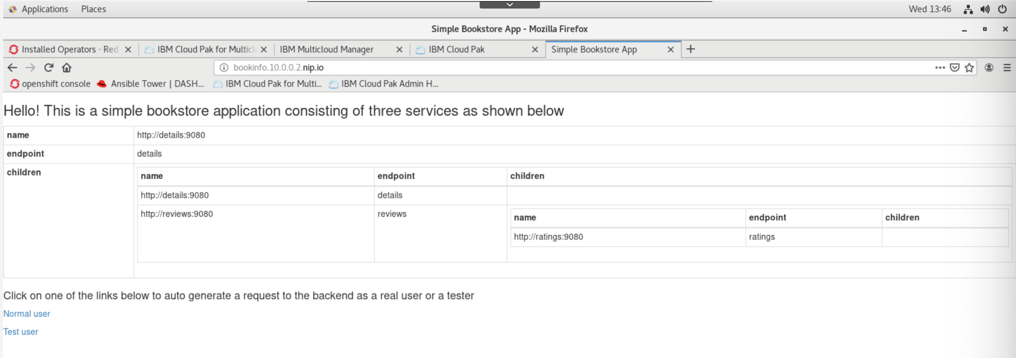 Applications Places Wed 13:46
Simple Bookstore App - Mozilla Firefox
Installed Operators - Red IBM Cloud Pak for Multicl IBM Multicloud Manager IBM Cloud Pak Simple Bookstore App
bookinfo.10.0.0.2.nip.io
openshift console Ansible Tower | DASH... IBM Cloud Pak for Multi... IBM Cloud Pak Admin H...
Hello! This is a simple bookstore application consisting of three services as shown below
name http://details:9080
endpoint details
children
name endpoint children
http://details:9080 details
http://reviews:9080 reviews
name endpoint children
http://ratings:9080 ratings
Click on one of the links below to auto generate a request to the backend as a real user or a tester
Normal user
Test user